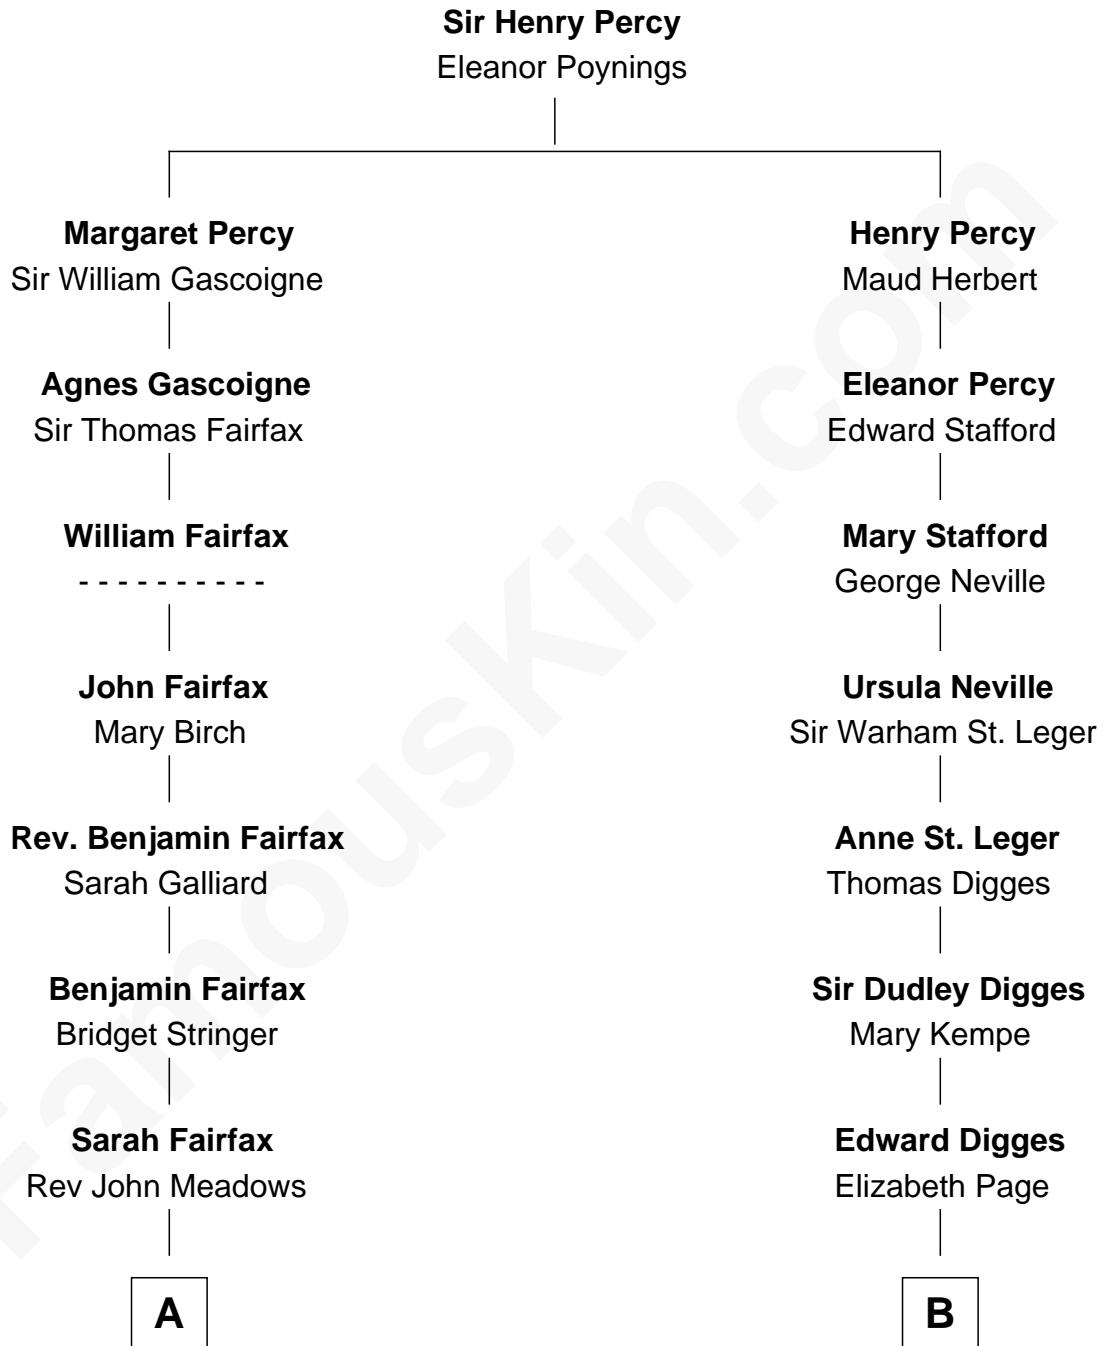 Sir Henry Percy
Eleanor Poynings
Margaret Percy
Sir William Gascoigne
Henry Percy
Maud Herbert
Agnes Gascoigne
Sir Thomas Fairfax
Eleanor Percy
Edward Stafford
William Fairfax
- - - - - - - - - -
Mary Stafford
George Neville
John Fairfax
Mary Birch
Ursula Neville
Sir Warham St. Leger
Rev. Benjamin Fairfax
Sarah Galliard
Anne St. Leger
Thomas Digges
Benjamin Fairfax
Bridget Stringer
Sir Dudley Digges
Mary Kempe
Sarah Fairfax
Rev John Meadows
Edward Digges
Elizabeth Page
A
B
FamousKin.com